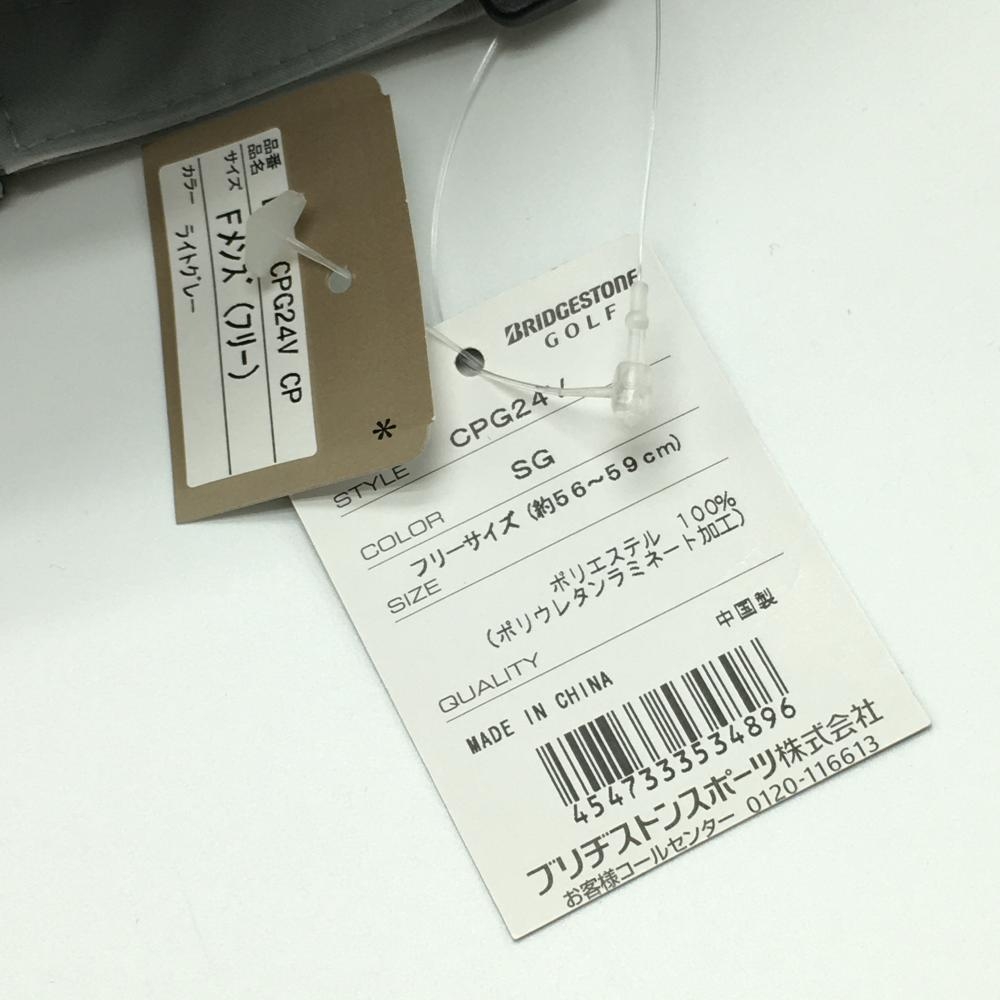 品番
品名
CPG24V CP
サイズ
Fメンズ(フリー)
カラー
ライトグレー
*
BRIDGESTONE
GOLF
STYLE CPG24V
COLOR SG
SIZE フリーサイズ(約56～59cm)
ポリエステル 100%
(ポリウレタンラミネート加工)
QUALITY
中国製
MADE IN CHINA
4547333534896
ブリヂストンスポーツ株式会社
お客様コールセンター 0120-116613